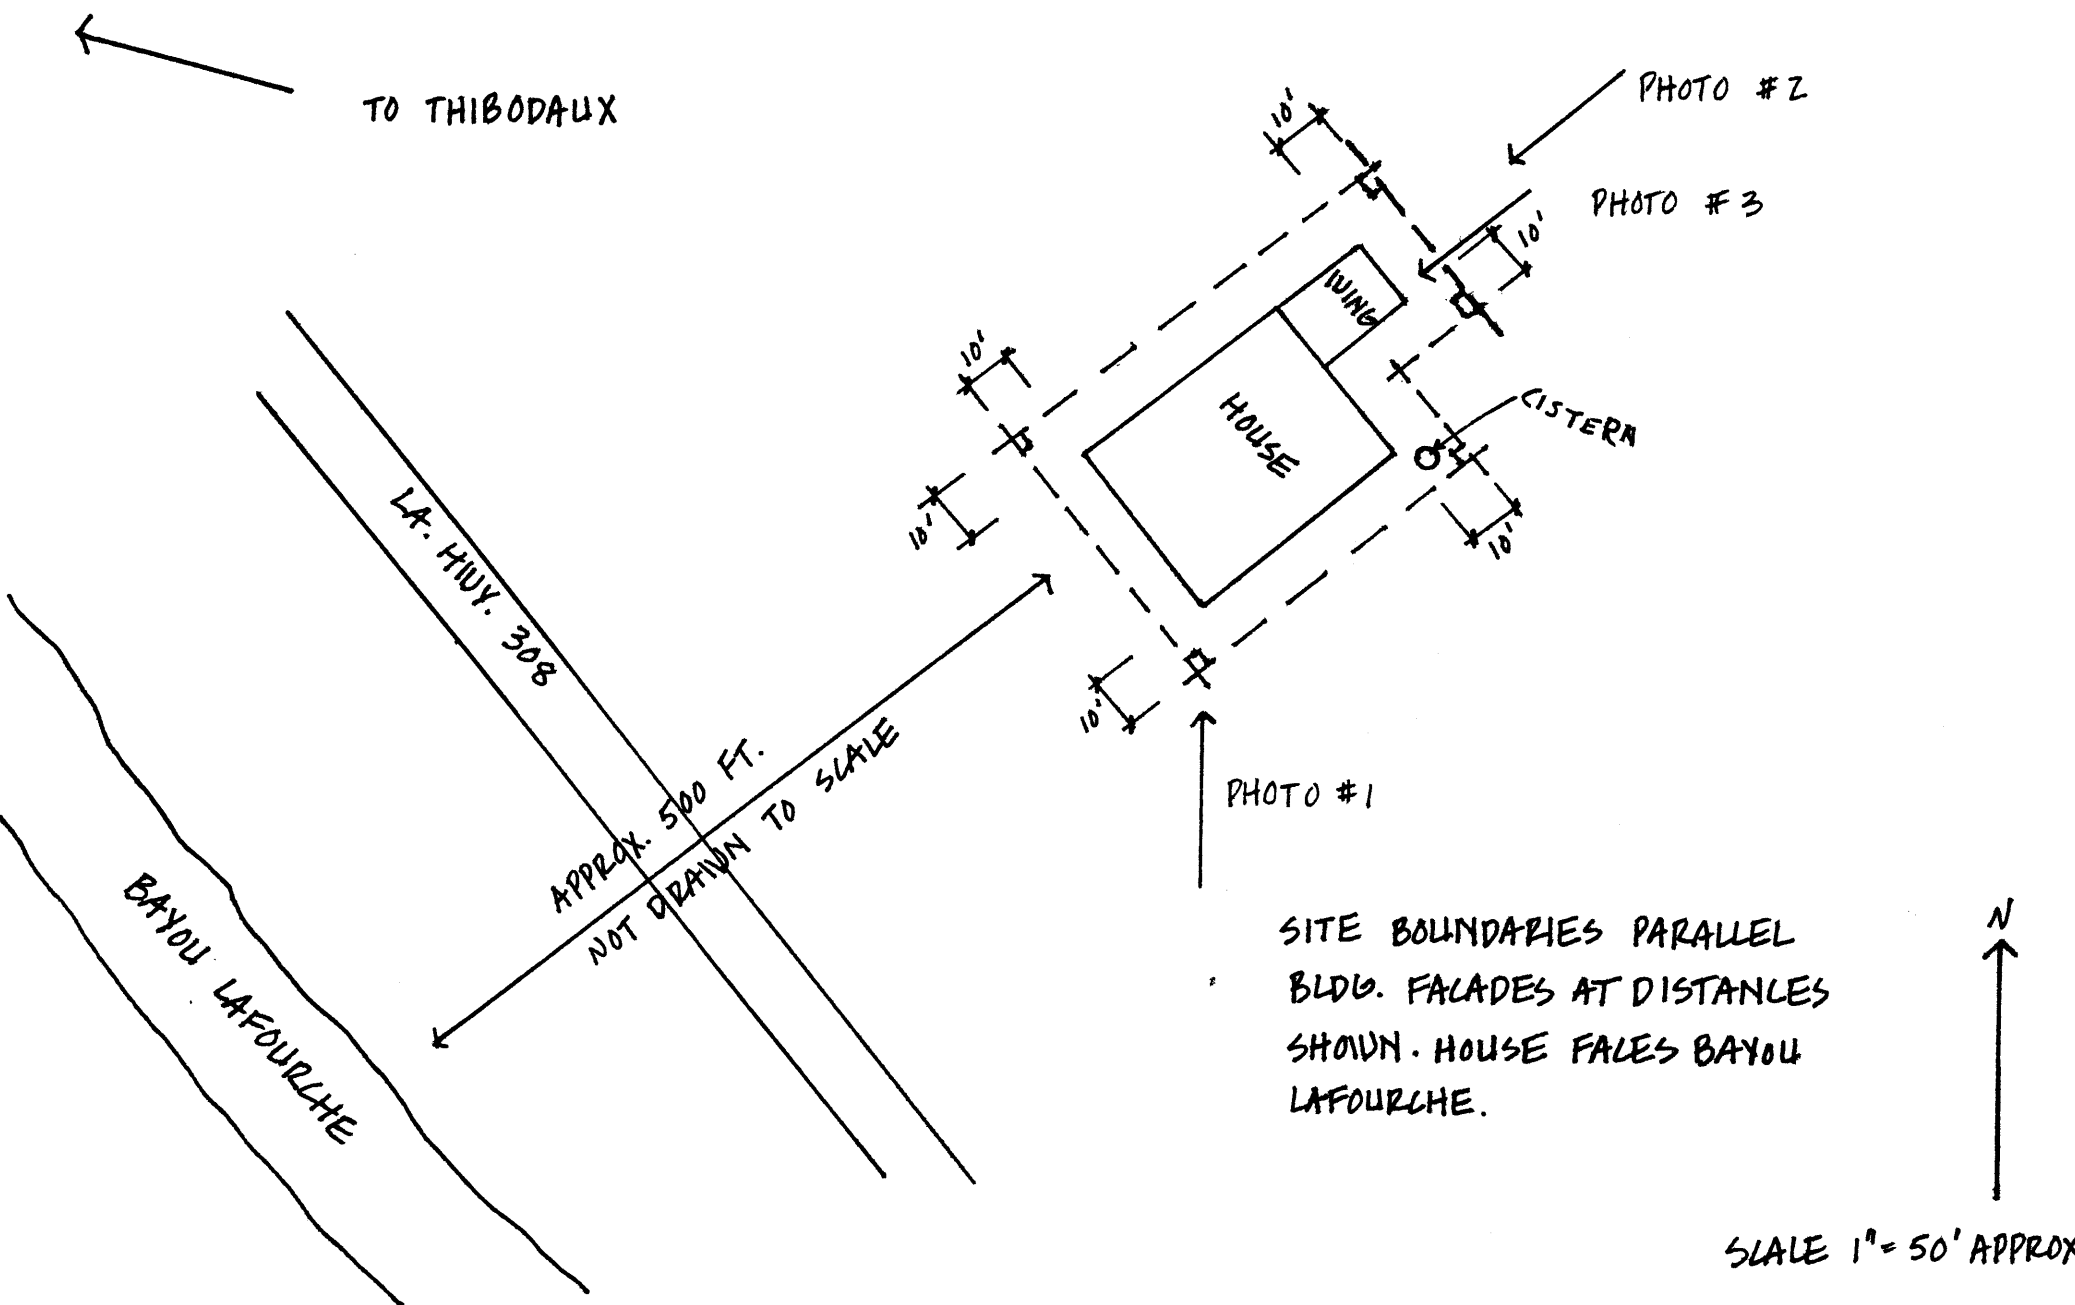 TO THIBODAUX
PHOTO #2
10'
PHOTO #3
10'
WING
10'
HOUSE
CISTERN
10'
10'
LA. HWY. 308
10'
APPROX. 500 FT.
NOT DRAWN TO SCALE
PHOTO #1
BAYOU LAFOURCHE
SITE BOUNDARIES PARALLEL
BLDG. FACADES AT DISTANCES
SHOWN. HOUSE FACES BAYOU
LAFOURCHE.
N
SCALE 1"=50' APPROX